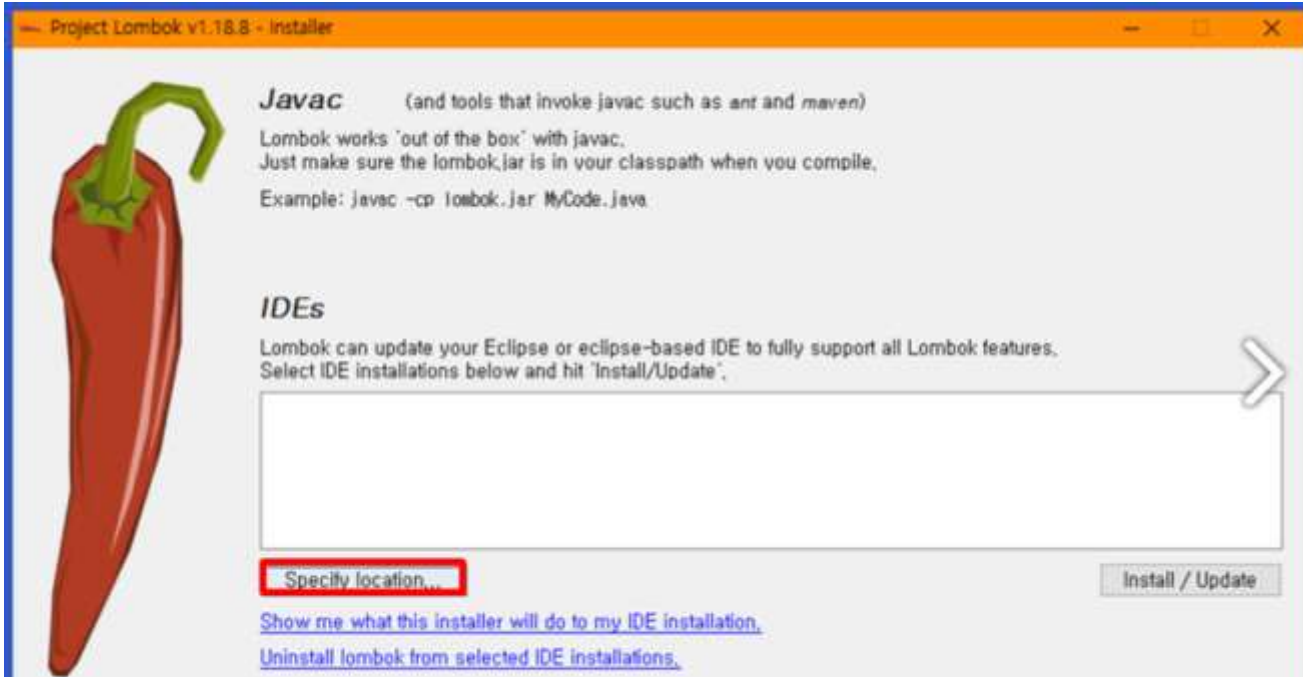 Project Lombok v1.18.8 - Installer
Javac (and tools that invoke javac such as ant and maven)
Lombok works 'out of the box' with javac.
Just make sure the lombok.jar is in your classpath when you compile.
Example: javac -cp lombok.jar MyCode.java
IDEs
Lombok can update your Eclipse or eclipse-based IDE to fully support all Lombok features.
Select IDE installations below and hit 'Install/Update'.
Specify location...
Install / Update
Show me what this installer will do to my IDE installation.
Uninstall lombok from selected IDE installations.